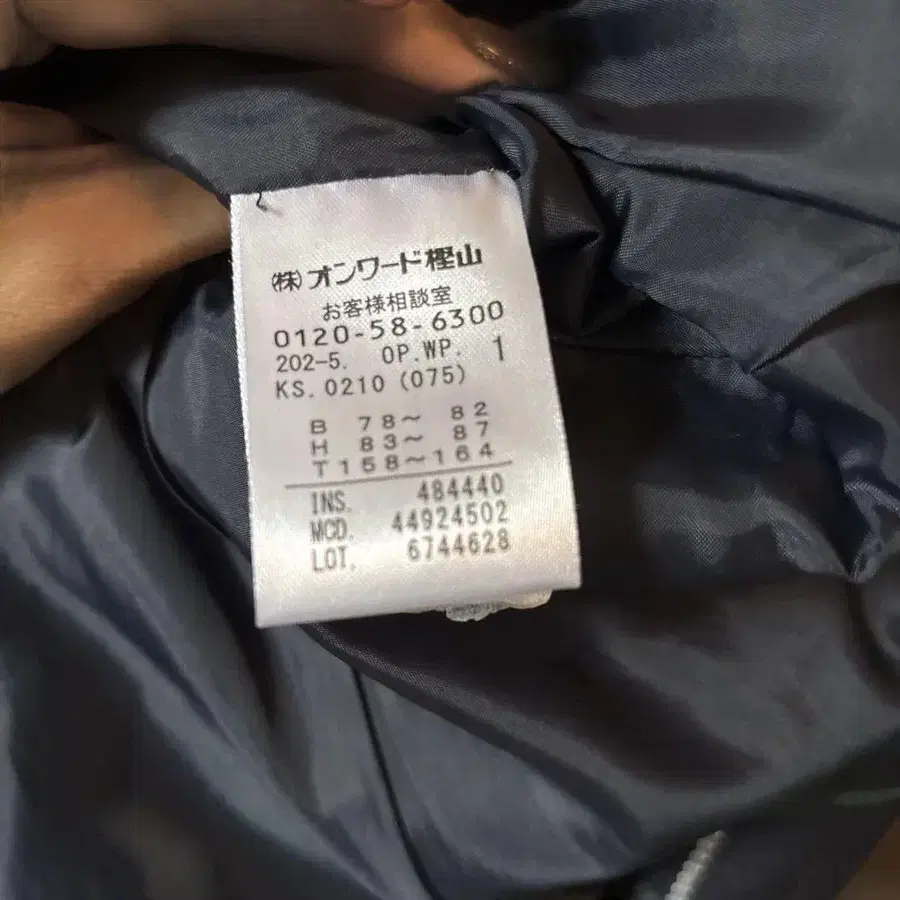 ㈱オンワード樫山
お客様相談室
0120-58-6300
202-5. OP.WP. 1
KS.0210(075)
B 78〜 82
H 83〜 87
T158〜164
INS. 484440
MCD. 44924502
LOT. 6744628